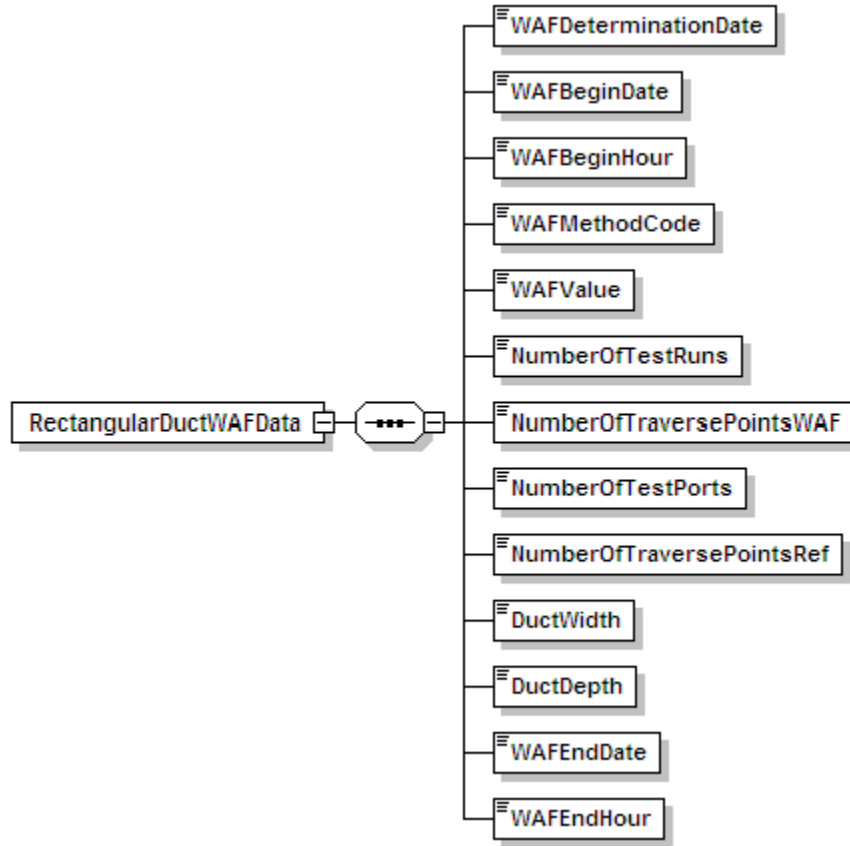 WAFDeterminationDate
WAFBeginDate
WAFBeginHour
WAFMethodCode
WAFValue
NumberOfTestRuns
RectangularDuctWAFData
NumberOfTraversePointsWAF
NumberOfTestPorts
NumberOfTraversePointsRef
DuctWidth
DuctDepth
WAFEndDate
WAFEndHour